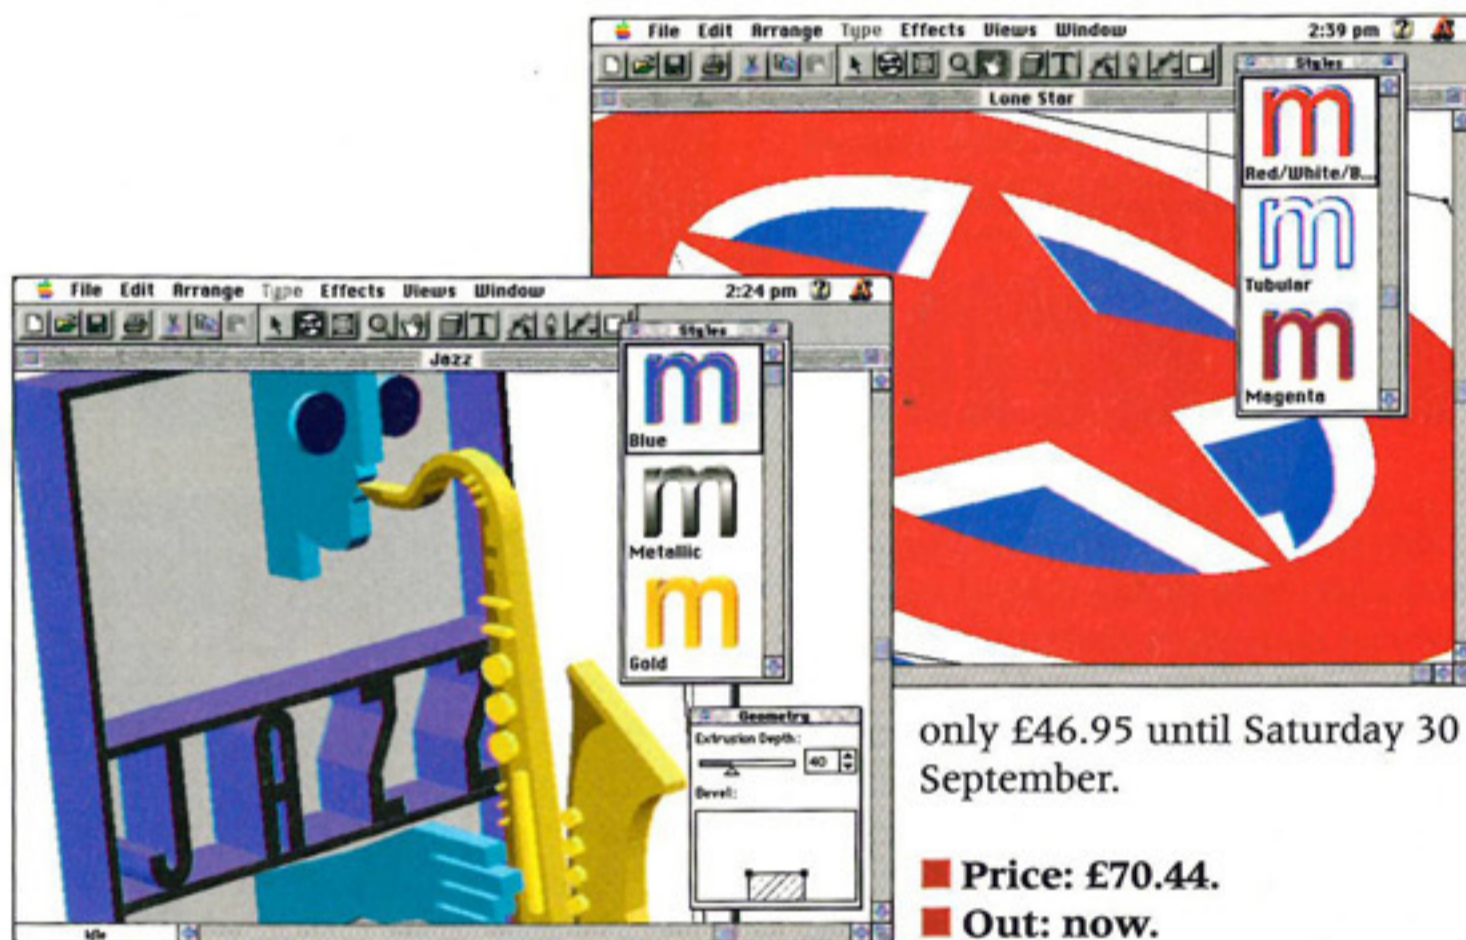 File Edit Arrange Type Effects Views Window 2:39 pm
Styles
Lone Star
Red/White/B...
Tubular
Magenta
File Edit Arrange Type Effects Views Window 2:24 pm
Styles
Jazz
Blue
Metallic
Gold
JAZZ
Geometry
Extrusion Depth:
40
Bevel:
Idle
only £46.95 until Saturday 30
September.
Price: £70.44.
Out: now.